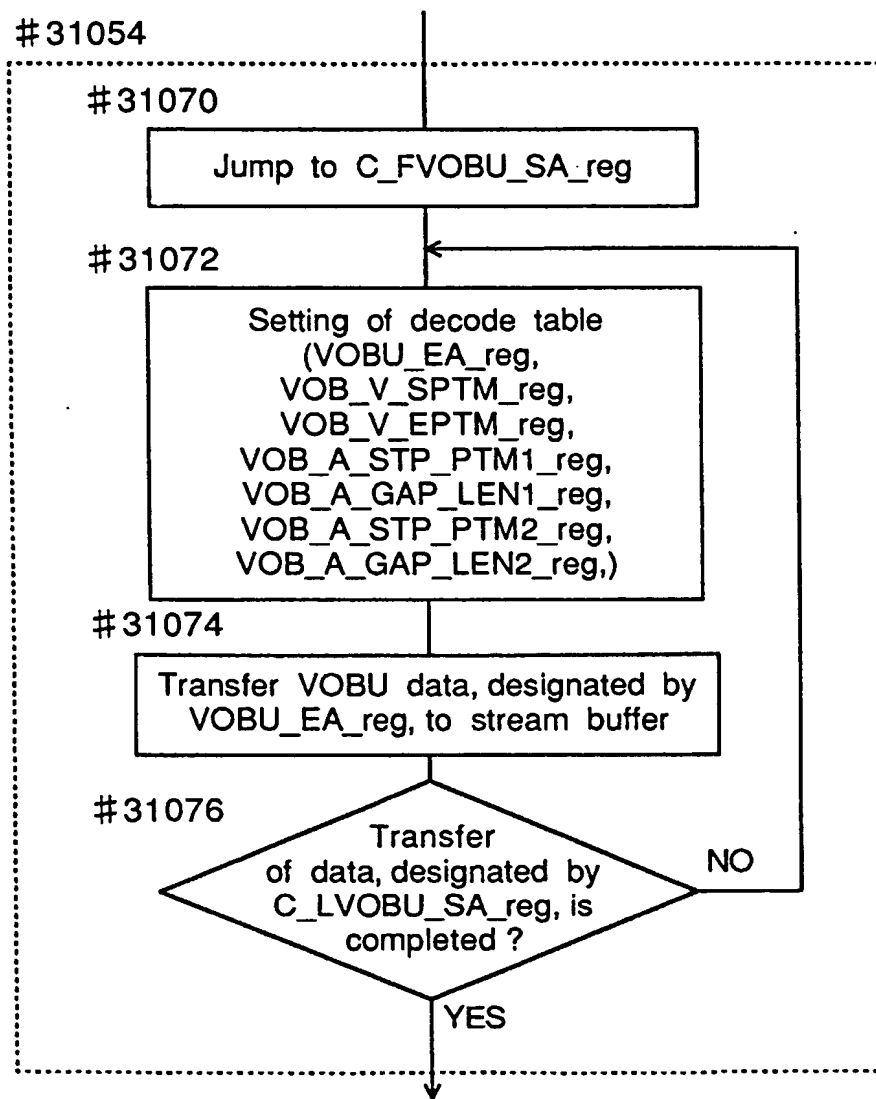 #31054
#31070
Jump to C_FVOBU_SA_reg
#31072
Setting of decode table
(VOBU_EA_reg,
VOB_V_SPTM_reg,
VOB_V_EPTM_reg,
VOB_A_STP_PTM1_reg,
VOB_A_GAP_LEN1_reg,
VOB_A_STP_PTM2_reg,
VOB_A_GAP_LEN2_reg,)
#31074
Transfer VOBU data, designated by
VOBU_EA_reg, to stream buffer
#31076
Transfer
of data, designated by
C_LVOBU_SA_reg, is
completed ?
NO
YES